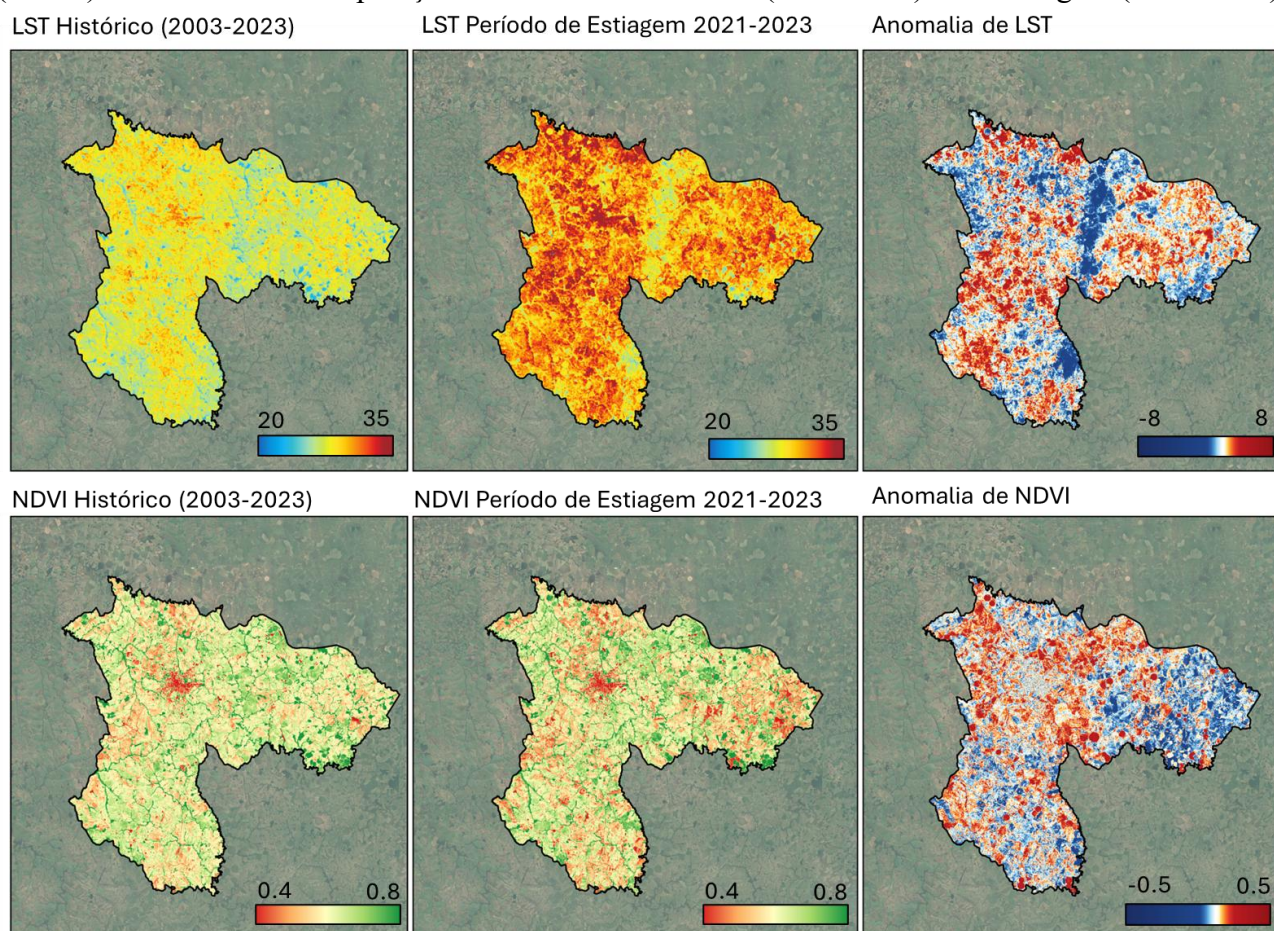 LST Histórico (2003-2023)
LST Período de Estiagem 2021-2023
Anomalia de LST
20 35
20 35
-8 8
NDVI Histórico (2003-2023)
NDVI Período de Estiagem 2021-2023
Anomalia de NDVI
0.4 0.8
0.4 0.8
-0.5 0.5